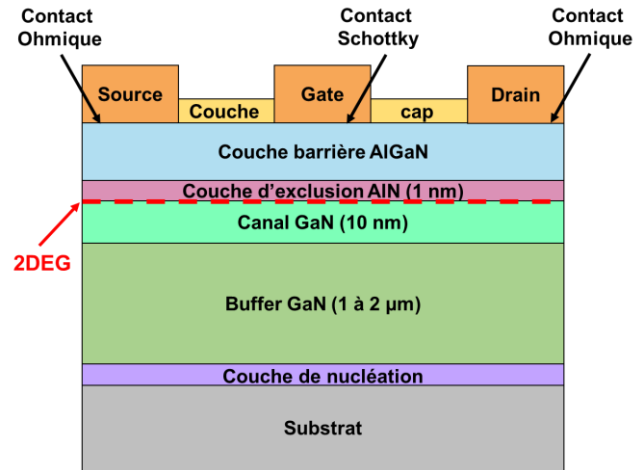 Contact
Ohmique
Contact
Schottky
Contact
Ohmique
Source
Gate
Drain
Couche
cap
Couche barrière AlGaN
Couche d'exclusion AlN (1 nm)
Canal GaN (10 nm)
2DEG
Buffer GaN (1 à 2 µm)
Couche de nucléation
Substrat